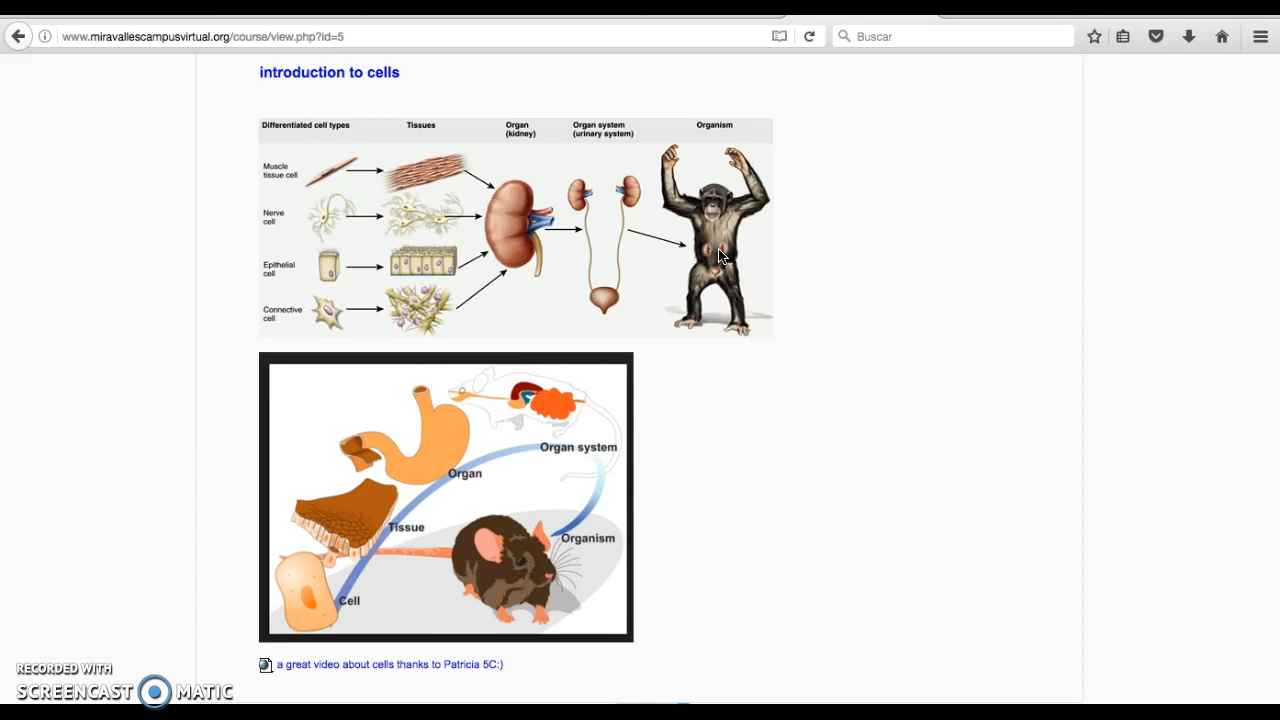 www.miravallescampusvirtual.org/course/view.php?id=5
Buscar
introduction to cells
Differentiated cell types
Tissues
Organ
(kidney)
Organ system
(urinary system)
Organism
Muscle
tissue cell
Nerve
cell
Epithelial
cell
Connective
cell
Organ system
Organ
Tissue
Organism
Cell
a great video about cells thanks to Patricia 5C:)
RECORDED WITH
SCREENCAST MATIC